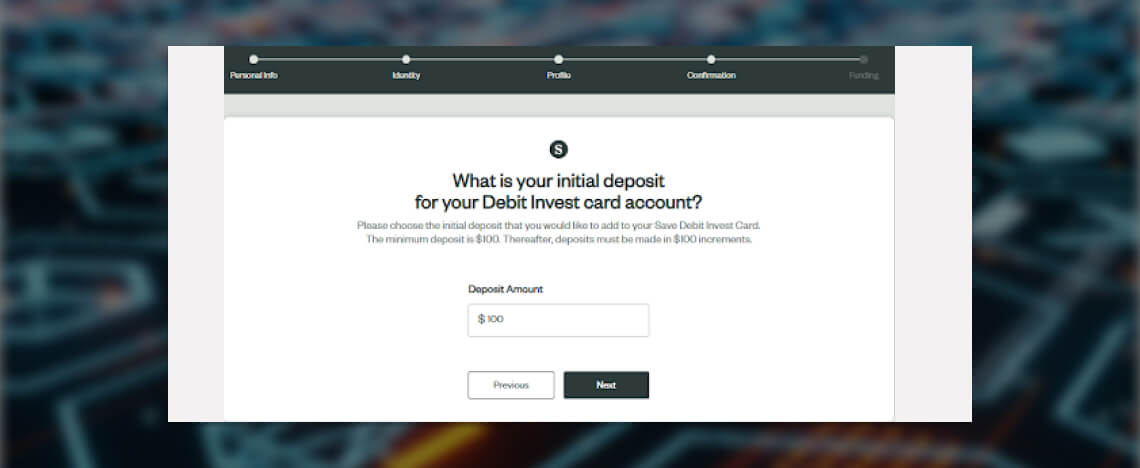 Personal Info
Identity
Profile
Confirmation
Funding
S
What is your initial deposit
for your Debit Invest card account?
Please choose the initial deposit that you would like to add to your Save Debit Invest Card.
The minimum deposit is $100. Thereafter, deposits must be made in $100 increments.
Deposit Amount
$ 100
Previous
Next